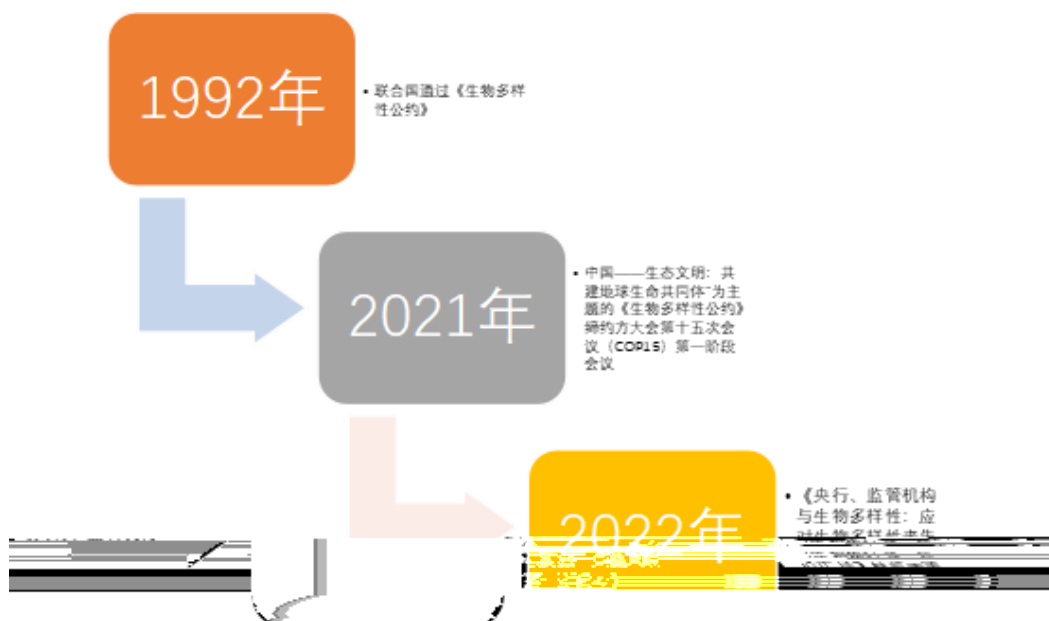 1992年
• 联合国通过《生物多样
性公约》
2021年
• 中国——生态文明：共
建地球生命共同体”为主
题的《生物多样性公约》
缔约方大会第十五次会
议（COP15）第一阶段
会议
2022年
• 《央行、监管机构
与生物多样性：应